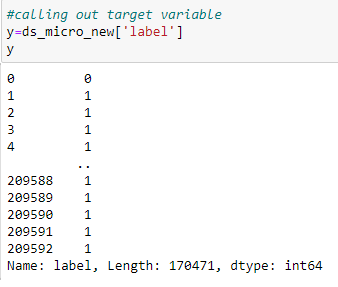 #calling out target variable
y=ds_micro_new['label']
y
0         0
1         1
2         1
3         1
4         1
         ..
209588    1
209589    1
209590    1
209591    1
209592    1
Name: label, Length: 170471, dtype: int64